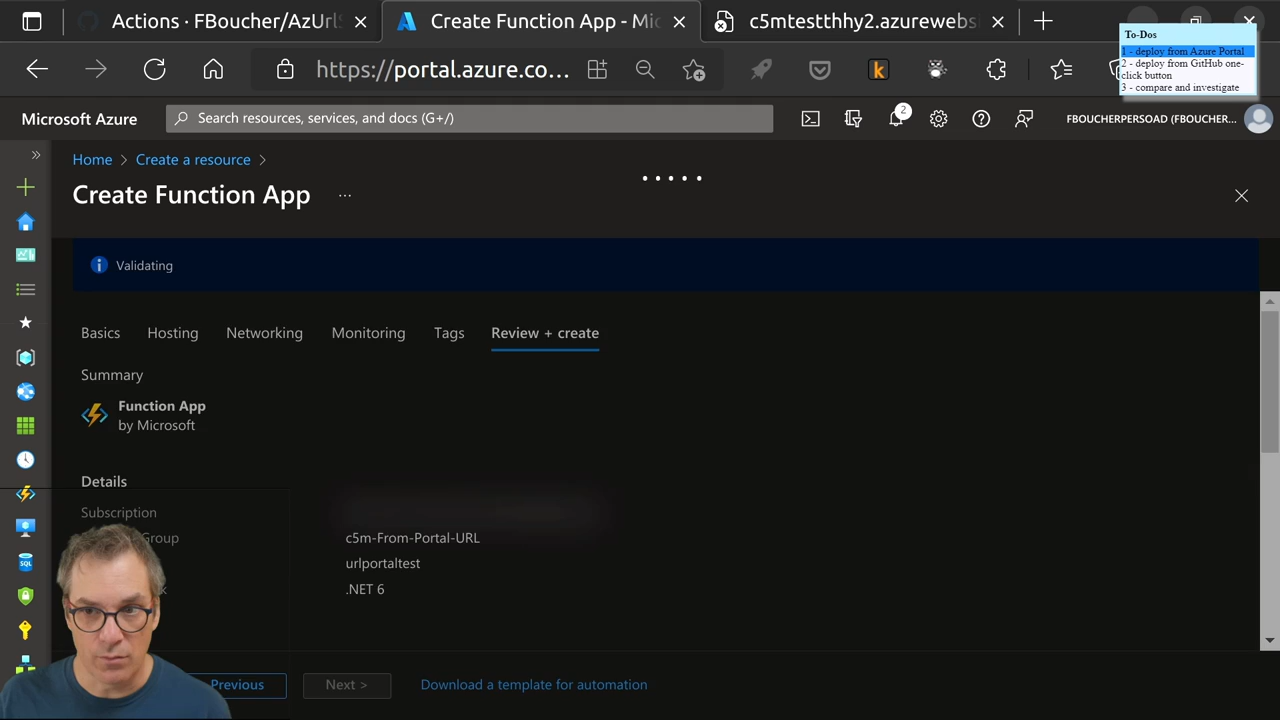 Actions · FBoucher/AzUrlS
Create Function App - Mic
c5mtestthhy2.azurewebs
To-Dos
1 - deploy from Azure Portal
2 - deploy from GitHub one-
click button
3 - compare and investigate
https://portal.azure.co...
Microsoft Azure
Search resources, services, and docs (G+/)
2
FBOUCHERPERSOAD (FBOUCHER...
Home > Create a resource >
Create Function App ...
Validating
Basics Hosting Networking Monitoring Tags Review + create
Summary
Function App
by Microsoft
Details
Subscription
Group c5m-From-Portal-URL
urlportaltest
.NET 6
Previous Next > Download a template for automation